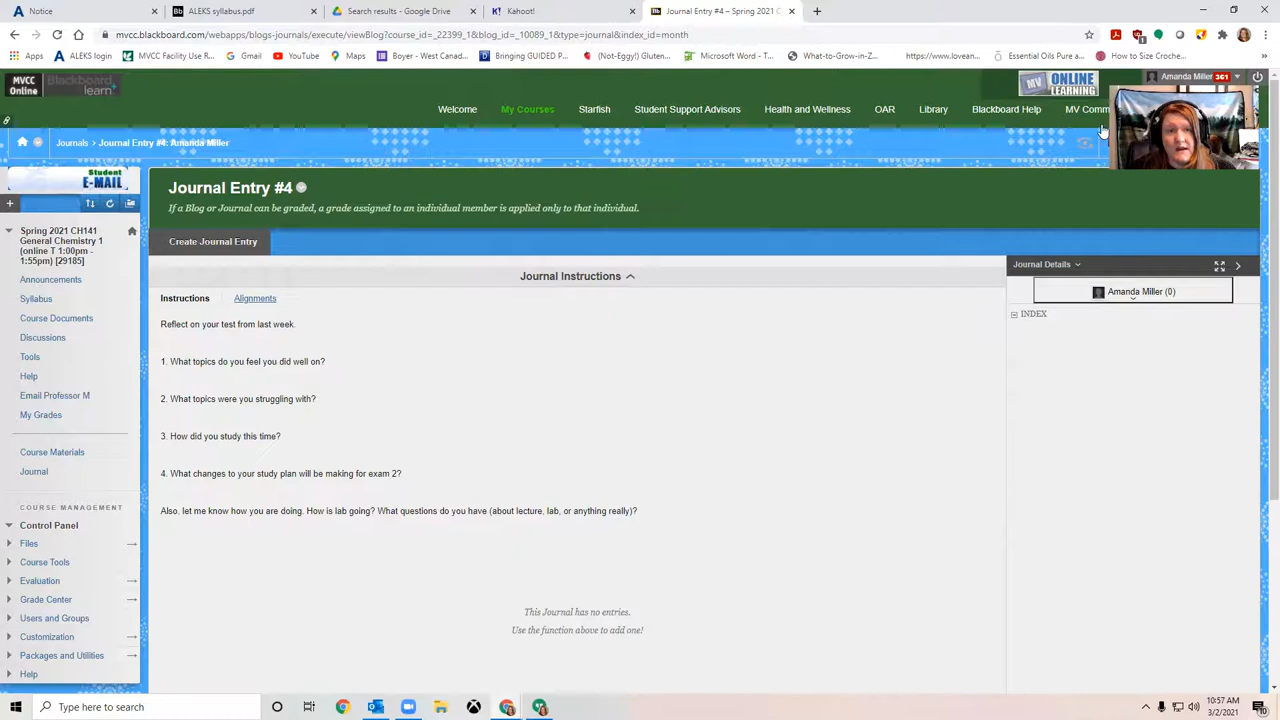 Notice
Bb ALEKS syllabus.pdf
Search results - Google Drive
K! Kahoot!
Bb Journal Entry #4 – Spring 2021 C
mvcc.blackboard.com/webapps/blogs-journals/execute/viewBlog?course_id=_22399_1&blog_id=_10089_1&type=journal&index_id=month
Apps
ALEKS login
MVCC Facility Use R...
Gmail
YouTube
Maps
Boyer - West Canad...
Bringing GUIDED P...
(Not-Eggy!) Gluten...
Microsoft Word - T...
What-to-Grow-in-Z...
https://www.lovean...
Essential Oils Pure a...
How to Size Croche...
MVCC
Online
Blackboard
learn
MV ONLINE
LEARNING
Amanda Miller 361
Welcome
My Courses
Starfish
Student Support Advisors
Health and Wellness
OAR
Library
Blackboard Help
MV Comm
Journals > Journal Entry #4: Amanda Miller
Student
E-MAIL
Journal Entry #4
If a Blog or Journal can be graded, a grade assigned to an individual member is applied only to that individual.
Create Journal Entry
Spring 2021 CH141
General Chemistry 1
(online T 1:00pm -
1:55pm) [29185]
Announcements
Syllabus
Course Documents
Discussions
Tools
Help
Email Professor M
My Grades
Course Materials
Journal
COURSE MANAGEMENT
Control Panel
Files
Course Tools
Evaluation
Grade Center
Users and Groups
Customization
Packages and Utilities
Help
Journal Instructions
Instructions
Alignments
Reflect on your test from last week.
1. What topics do you feel you did well on?
2. What topics were you struggling with?
3. How did you study this time?
4. What changes to your study plan will be making for exam 2?
Also, let me know how you are doing. How is lab going? What questions do you have (about lecture, lab, or anything really)?
This Journal has no entries.
Use the function above to add one!
Journal Details
Amanda Miller (0)
INDEX
Type here to search
10:57 AM
3/2/2021
10